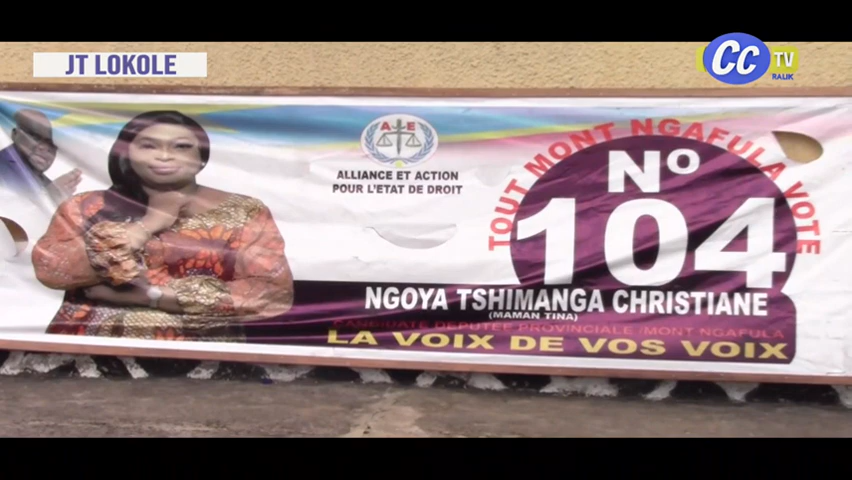 JT LOKOLE
CC TV
RALIK
A E
ALLIANCE ET ACTION
POUR L'ETAT DE DROIT
TOUT MONT NGAFULA VOTE
Nº
104
NGOYA TSHIMANGA CHRISTIANE
(MAMAN TINA)
CANDIDATE DEPUTEE PROVINCIALE /MONT NGAFULA
LA VOIX DE VOS VOIX